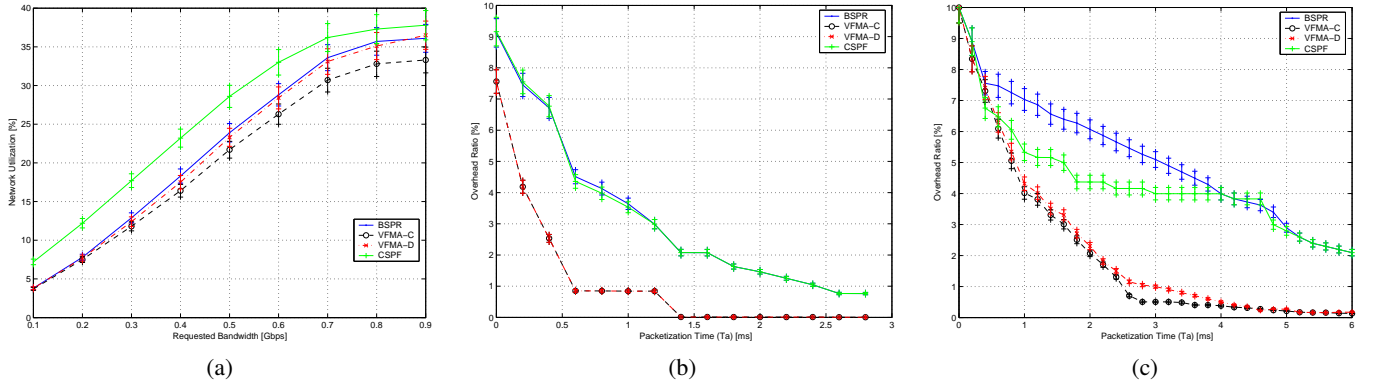 Network Utilization [%]
40
35
30
25
20
15
10
5
0
0.1 0.2 0.3 0.4 0.5 0.6 0.7 0.8 0.9
Requested Bandwidth [Gbps]
BSPR
VFMA−C
VFMA−D
CSPF
(a)
Overhead Ratio [%]
10
9
8
7
6
5
4
3
2
1
0
0 0.5 1 1.5 2 2.5 3
Packetization Time (Ta) [ms]
BSPR
VFMA−C
VFMA−D
CSPF
(b)
Overhead Ratio [%]
10
9
8
7
6
5
4
3
2
1
0
0 1 2 3 4 5 6
Packetization Time (Ta) [ms]
BSPR
VFMA−C
VFMA−D
CSPF
(c)